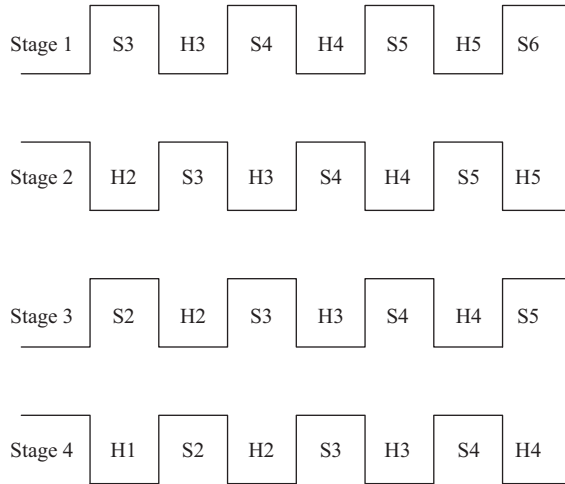 Stage 1 S3 H3 S4 H4 S5 H5 S6
Stage 2 H2 S3 H3 S4 H4 S5 H5
Stage 3 S2 H2 S3 H3 S4 H4 S5
Stage 4 H1 S2 H2 S3 H3 S4 H4